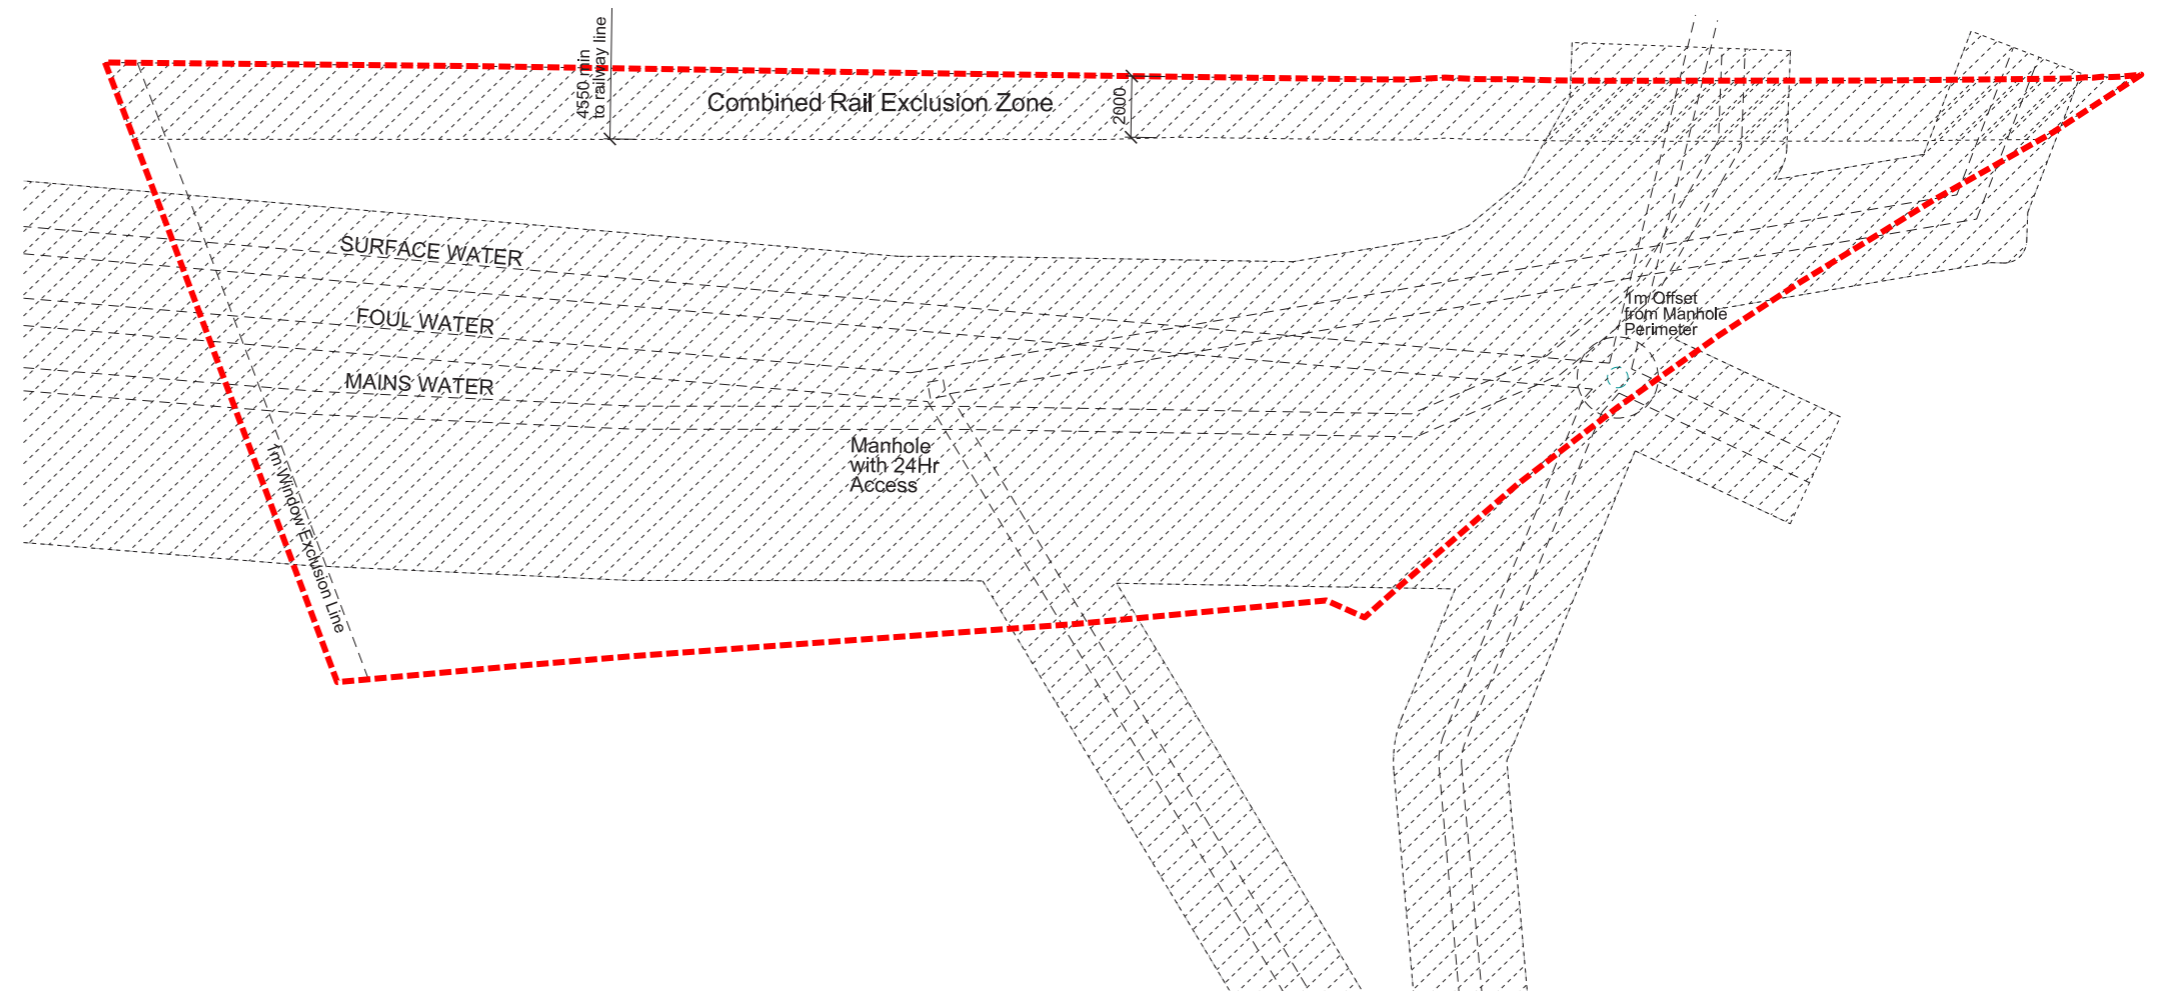 4550 min
to railway line
Combined Rail Exclusion Zone
2000
SURFACE WATER
FOUL WATER
MAINS WATER
1m Offset
from Manhole
Perimeter
Manhole
with 24Hr
Access
1m Window Exclusion Line